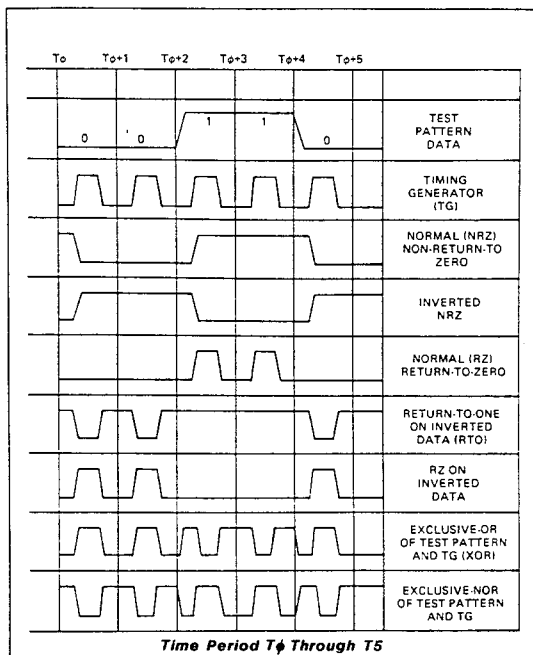 Tφ Tφ+1 Tφ+2 Tφ+3 Tφ+4 Tφ+5
0 0 1 1 0
TEST
PATTERN
DATA
TIMING
GENERATOR
(TG)
NORMAL (NRZ)
NON-RETURN-TO
ZERO
INVERTED
NRZ
NORMAL (RZ)
RETURN-TO-ZERO
RETURN-TO-ONE
ON INVERTED
DATA (RTO)
RZ ON
INVERTED
DATA
EXCLUSIVE-OR
OF TEST PATTERN
AND TG (XOR)
EXCLUSIVE-NOR
OF TEST PATTERN
AND TG
Time Period Tφ Through T5